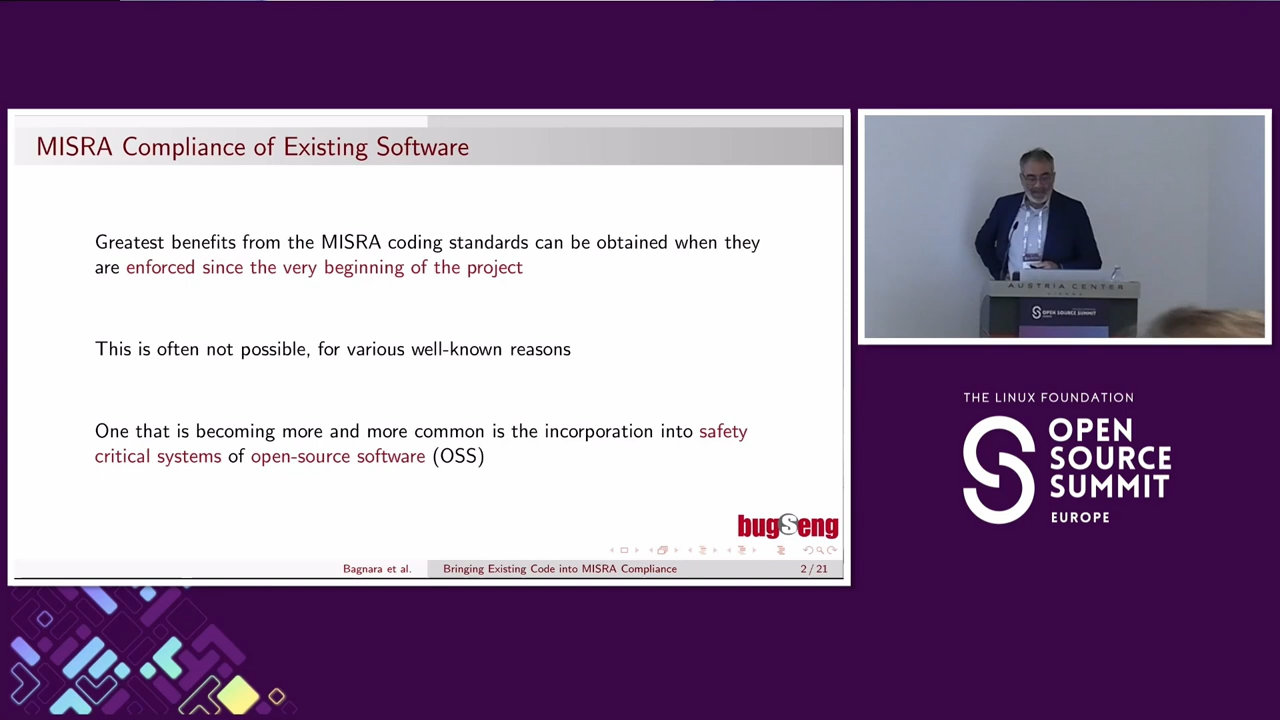 MISRA Compliance of Existing Software
Greatest benefits from the MISRA coding standards can be obtained when they
are enforced since the very beginning of the project
This is often not possible, for various well-known reasons
One that is becoming more and more common is the incorporation into safety
critical systems of open-source software (OSS)
bugSeng
Bagnara et al.
Bringing Existing Code into MISRA Compliance
2 / 21
AUSTRIA CENTER
OPEN SOURCE SUMMIT
THE LINUX FOUNDATION
OPEN
SOURCE
SUMMIT
EUROPE